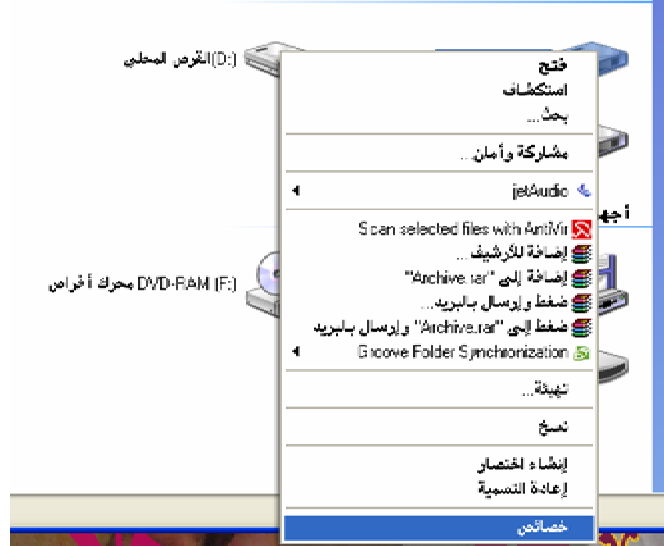 القرص المحلي (D:)
فتح
استكشاف
بحث...
مشاركة وأمان...
jetAudio
Scan selected files with AntiVir
إضافة للأرشيف...
إضافة إلى "Archive.rar"
ضغط وإرسال بالبريد...
ضغط إلى "Archive.rar" وإرسال بالبريد
Groove Folder Synchronization
تهيئة...
نسخ
إنشاء اختصار
إعادة التسمية
خصائص
أجه
محرك أقراص DVD-RAM (F:)